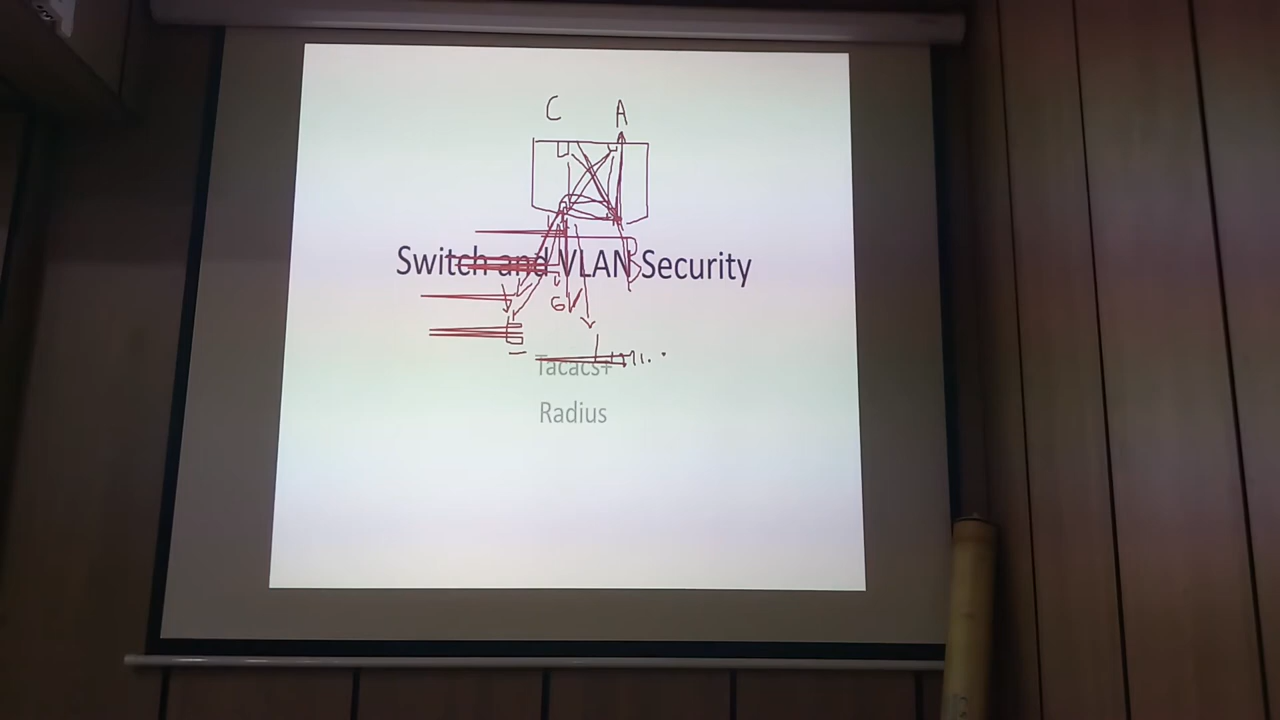 C A
Switch and VLAN Security
G
Tacacs+
Radius